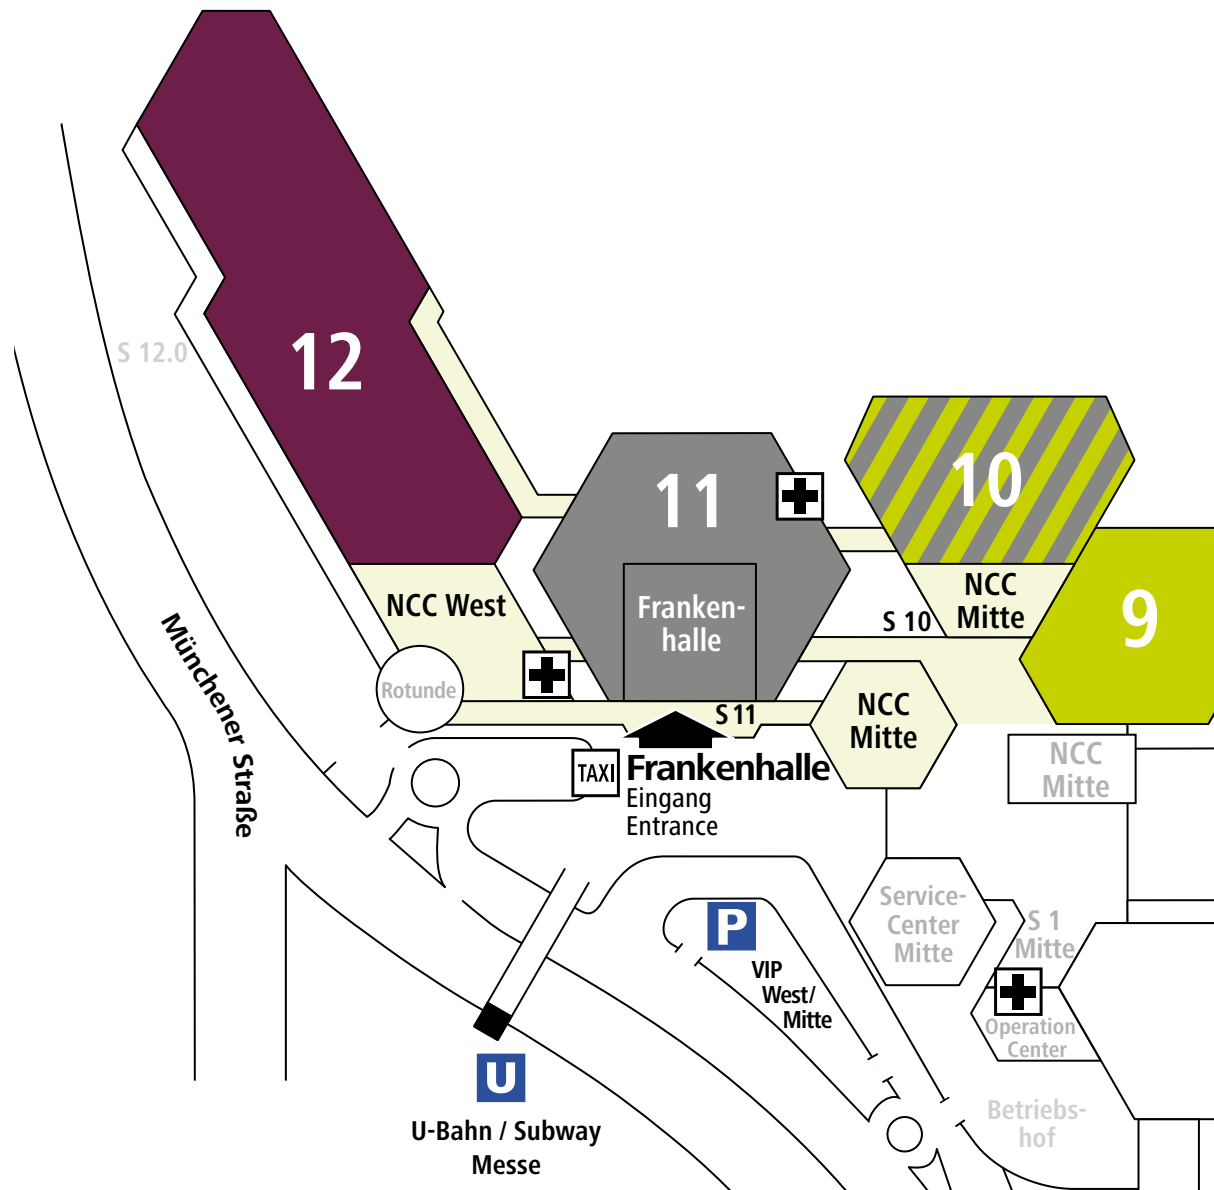 12
S 12.0
11
10
NCC
Mitte
9
NCC West
Franken-
halle
S 10
Rotunde
S 11
NCC
Mitte
Münchener Straße
TAXI
Frankenhalle
Eingang
Entrance
NCC
Mitte
Service-
Center
Mitte
P
S 1
Mitte
VIP
West/
Mitte
Operation
Center
U
U-Bahn / Subway
Messe
Betriebs-
hof